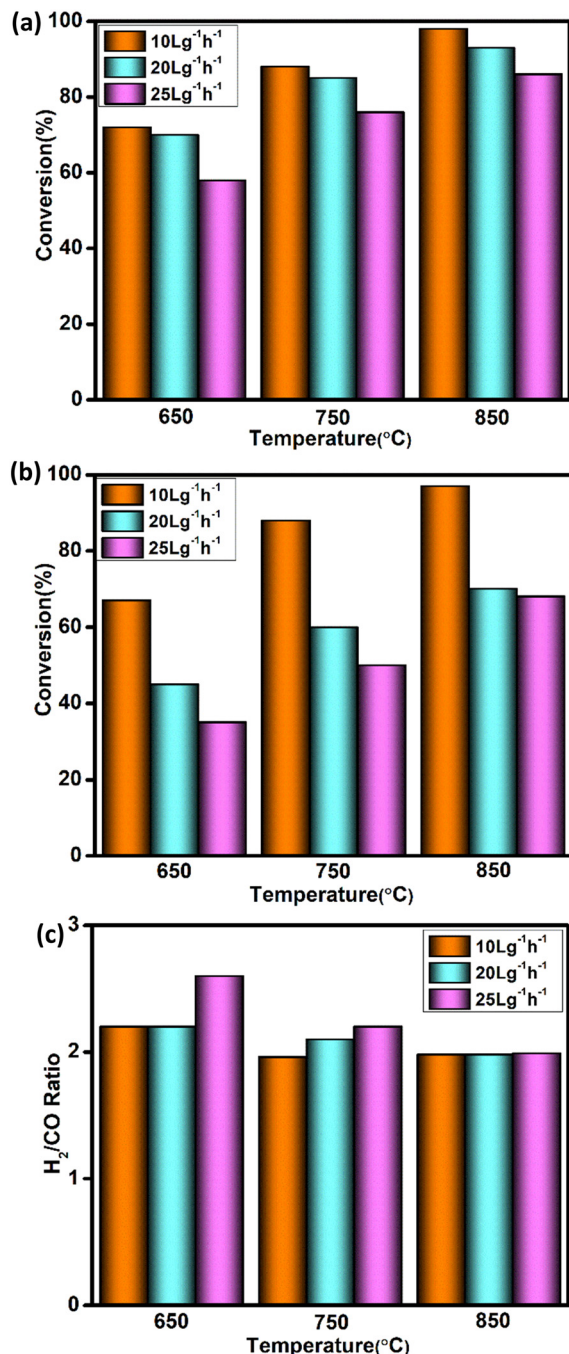 (a)
100
80
60
40
20
0
Conversion(%)
10Lg⁻¹h⁻¹
20Lg⁻¹h⁻¹
25Lg⁻¹h⁻¹
650 750 850
Temperature(°C)
(b)
100
80
60
40
20
0
Conversion(%)
10Lg⁻¹h⁻¹
20Lg⁻¹h⁻¹
25Lg⁻¹h⁻¹
650 750 850
Temperature(°C)
(c)
3
2
1
0
H₂/CO Ratio
10Lg⁻¹h⁻¹
20Lg⁻¹h⁻¹
25Lg⁻¹h⁻¹
650 750 850
Temperature(°C)